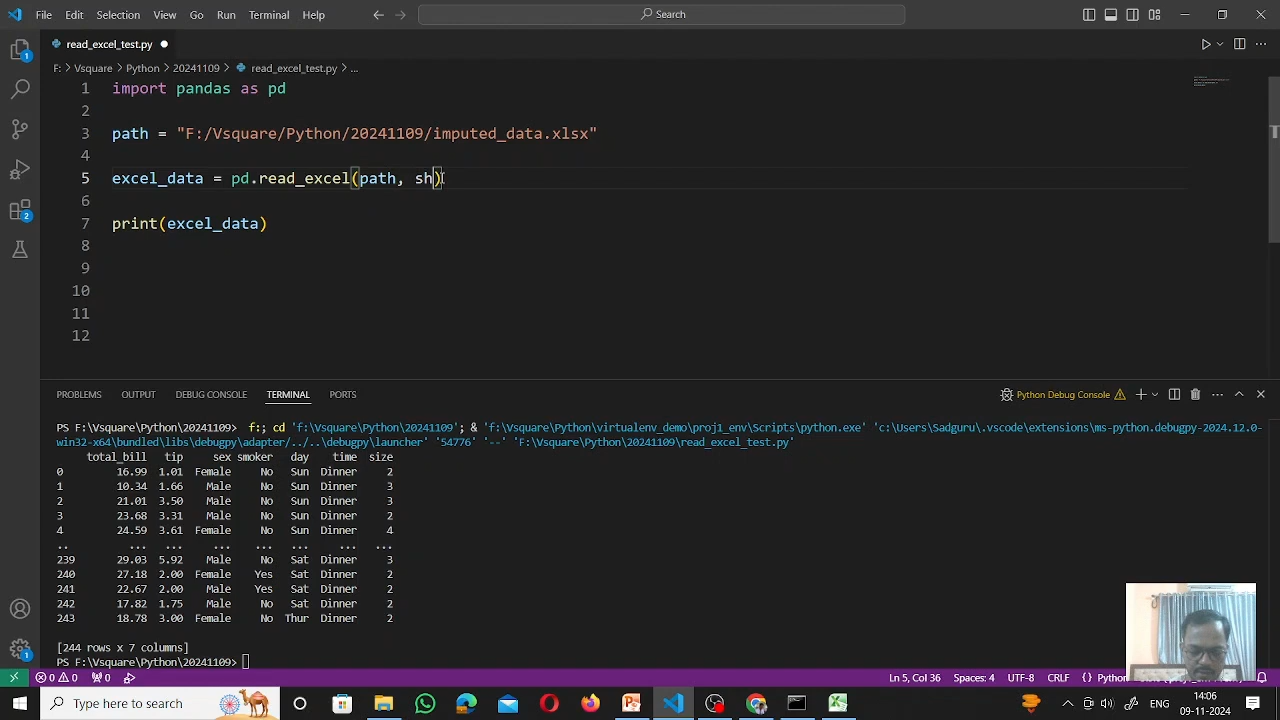 File Edit Selection View Go Run Terminal Help
Search
read_excel_test.py
F: > Vsquare > Python > 20241109 > read_excel_test.py > ...
1 import pandas as pd
2
3 path = "F:/Vsquare/Python/20241109/imputed_data.xlsx"
4
5 excel_data = pd.read_excel(path, sh)
6
7 print(excel_data)
8
9
10
11
12
PROBLEMS OUTPUT DEBUG CONSOLE TERMINAL PORTS Python Debug Console
PS F:\Vsquare\Python\20241109> f:; cd 'f:\Vsquare\Python\20241109'; & 'f:\Vsquare\Python\virtualenv_demo\proj1_env\Scripts\python.exe' 'c:\Users\Sadguru\.vscode\extensions\ms-python.debugpy-2024.12.0-
win32-x64\bundled\libs\debugpy\adapter/../..\debugpy\launcher' '54776' '--' 'F:\Vsquare\Python\20241109\read_excel_test.py'
total_bill tip sex smoker day time size
0 16.99 1.01 Female No Sun Dinner 2
1 10.34 1.66 Male No Sun Dinner 3
2 21.01 3.50 Male No Sun Dinner 3
3 23.68 3.31 Male No Sun Dinner 2
4 24.59 3.61 Female No Sun Dinner 4
.. ... ... ... ... ... ... ...
239 29.03 5.92 Male No Sat Dinner 3
240 27.18 2.00 Female Yes Sat Dinner 2
241 22.67 2.00 Male Yes Sat Dinner 2
242 17.82 1.75 Male No Sat Dinner 2
243 18.78 3.00 Female No Thur Dinner 2
[244 rows x 7 columns]
PS F:\Vsquare\Python\20241109>
0 0 0 Ln 5, Col 36 Spaces: 4 UTF-8 CRLF { } Python
Type here to search ENG 14:06
09-11-2024